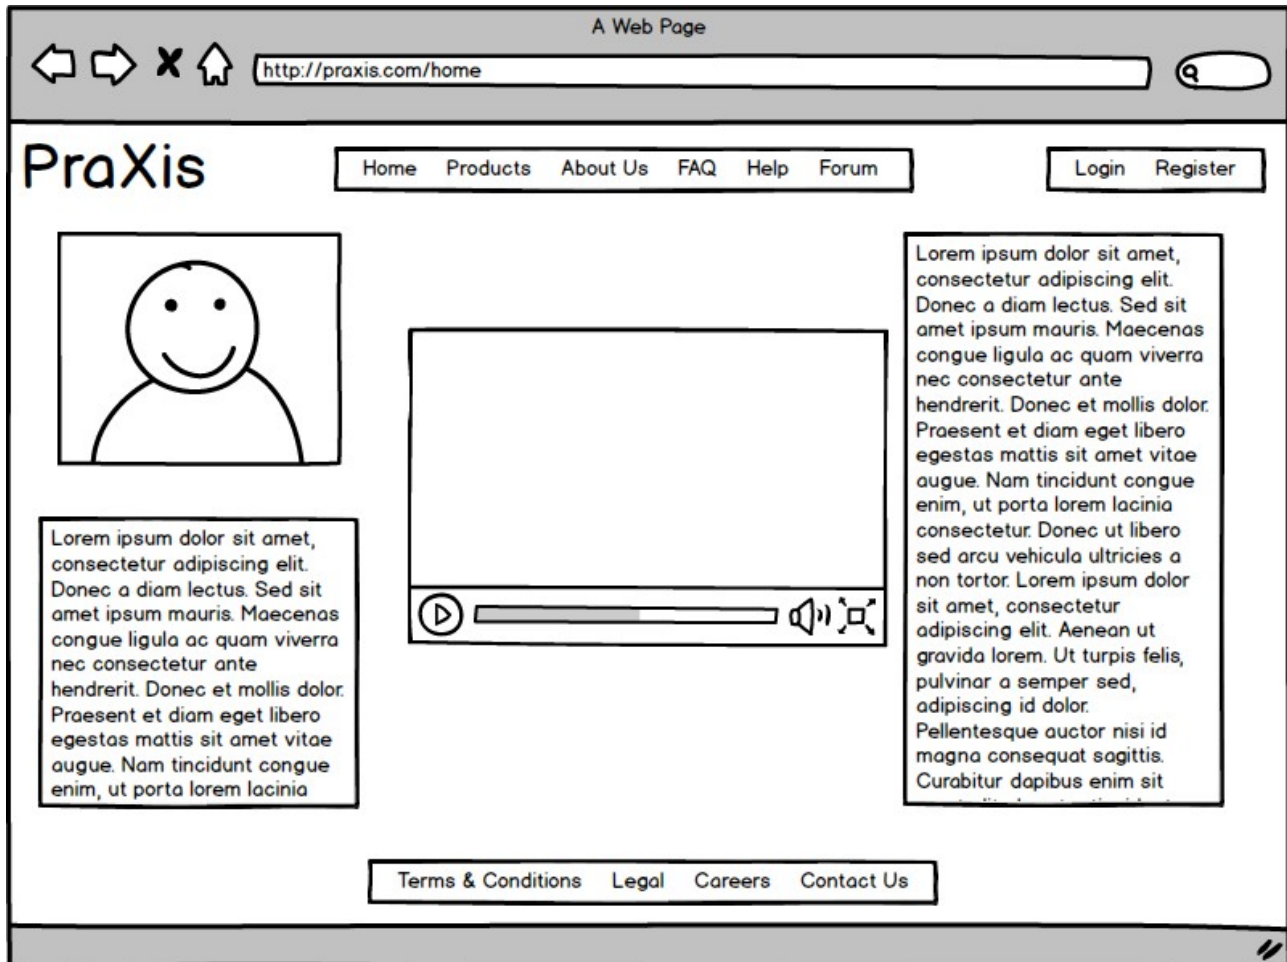 A Web Page
http://praxis.com/home
PraXis
Home Products About Us FAQ Help Forum
Login Register
Lorem ipsum dolor sit amet,
consectetur adipiscing elit.
Donec a diam lectus. Sed sit
amet ipsum mauris. Maecenas
congue ligula ac quam viverra
nec consectetur ante
hendrerit. Donec et mollis dolor.
Praesent et diam eget libero
egestas mattis sit amet vitae
augue. Nam tincidunt congue
enim, ut porta lorem lacinia
Lorem ipsum dolor sit amet,
consectetur adipiscing elit.
Donec a diam lectus. Sed sit
amet ipsum mauris. Maecenas
congue ligula ac quam viverra
nec consectetur ante
hendrerit. Donec et mollis dolor.
Praesent et diam eget libero
egestas mattis sit amet vitae
augue. Nam tincidunt congue
enim, ut porta lorem lacinia
consectetur. Donec ut libero
sed arcu vehicula ultricies a
non tortor. Lorem ipsum dolor
sit amet, consectetur
adipiscing elit. Aenean ut
gravida lorem. Ut turpis felis,
pulvinar a semper sed,
adipiscing id dolor.
Pellentesque auctor nisi id
magna consequat sagittis.
Curabitur dapibus enim sit
Terms & Conditions Legal Careers Contact Us